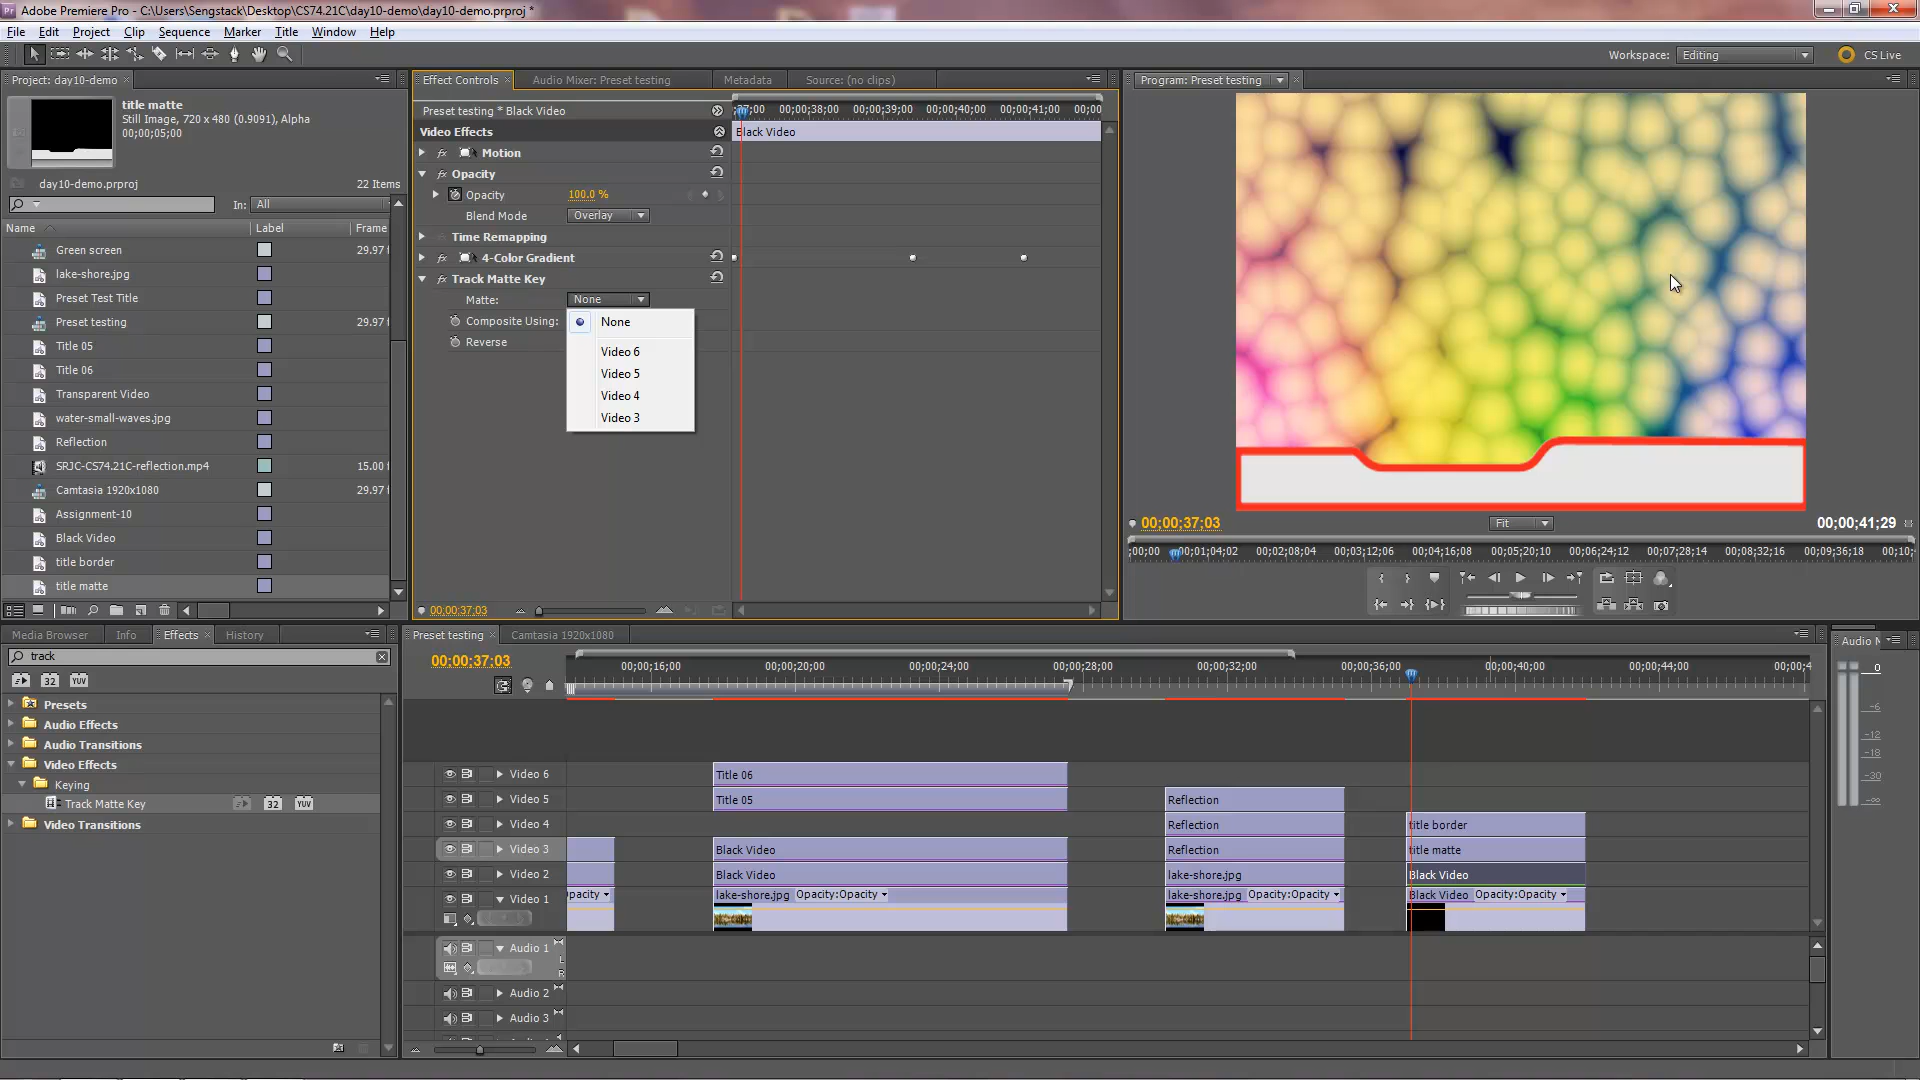 Adobe Premiere Pro - C:\Users\Sengstack\Desktop\CS74.21C\day10-demo\day10-demo.prproj *
File Edit Project Clip Sequence Marker Title Window Help
Workspace: Editing CS Live
Project: day10-demo
title matte
Still Image, 720 x 480 (0.9091), Alpha
00;00;05;00
day10-demo.prproj 22 Items
In: All
Name Label Frame
Green screen 29.97 f
lake-shore.jpg
Preset Test Title
Preset testing 29.97 f
Title 05
Title 06
Transparent Video
water-small-waves.jpg
Reflection
SRJC-CS74.21C-reflection.mp4 15.00 f
Camtasia 1920x1080 29.97 f
Assignment-10
Black Video
title border
title matte
Effect Controls Audio Mixer: Preset testing Metadata Source: (no clips)
Preset testing * Black Video ;37;00 00;00;38;00 00;00;39;00 00;00;40;00 00;00;41;00 00;00
Video Effects Black Video
fx Motion
fx Opacity
Opacity 100.0 %
Blend Mode Overlay
Time Remapping
fx 4-Color Gradient
fx Track Matte Key
Matte: None
Composite Using:
Reverse
None
Video 6
Video 5
Video 4
Video 3
00;00;37;03
Program: Preset testing
00;00;37;03 Fit 00;00;41;29
;00;00 00;01;04;02 00;02;08;04 00;03;12;06 00;04;16;08 00;05;20;10 00;06;24;12 00;07;28;14 00;08;32;16 00;09;36;18 00;10;
Media Browser Info Effects History
track
32 YUV
Presets
Audio Effects
Audio Transitions
Video Effects
Keying
Track Matte Key 32 YUV
Video Transitions
Preset testing Camtasia 1920x1080
00;00;37;03 00;00;16;00 00;00;20;00 00;00;24;00 00;00;28;00 00;00;32;00 00;00;36;00 00;00;40;00 00;00;44;00 00;00;4
Video 6 Title 06
Video 5 Title 05 Reflection
Video 4 Reflection title border
Video 3 Black Video Reflection title matte
Video 2 Black Video lake-shore.jpg Black Video
Video 1 pacity lake-shore.jpg Opacity:Opacity lake-shore.jpg Opacity:Opacity Black Video Opacity:Opacity
Audio 1
L
R
Audio 2
Audio 3
Audio M
0
-6
-12
-18
-30
-∞